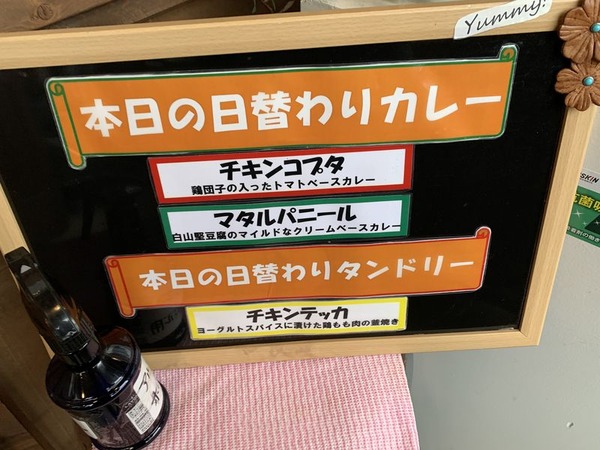 Yummy!
本日の日替わりカレー
チキンコフタ
鶏団子の入ったトマトベースカレー
マタルパニール
白山堅豆腐のマイルドなクリームベースカレー
本日の日替わりタンドリー
チキンテッカ
ヨーグルトスパイスに漬けた鶏もも肉の釜焼き